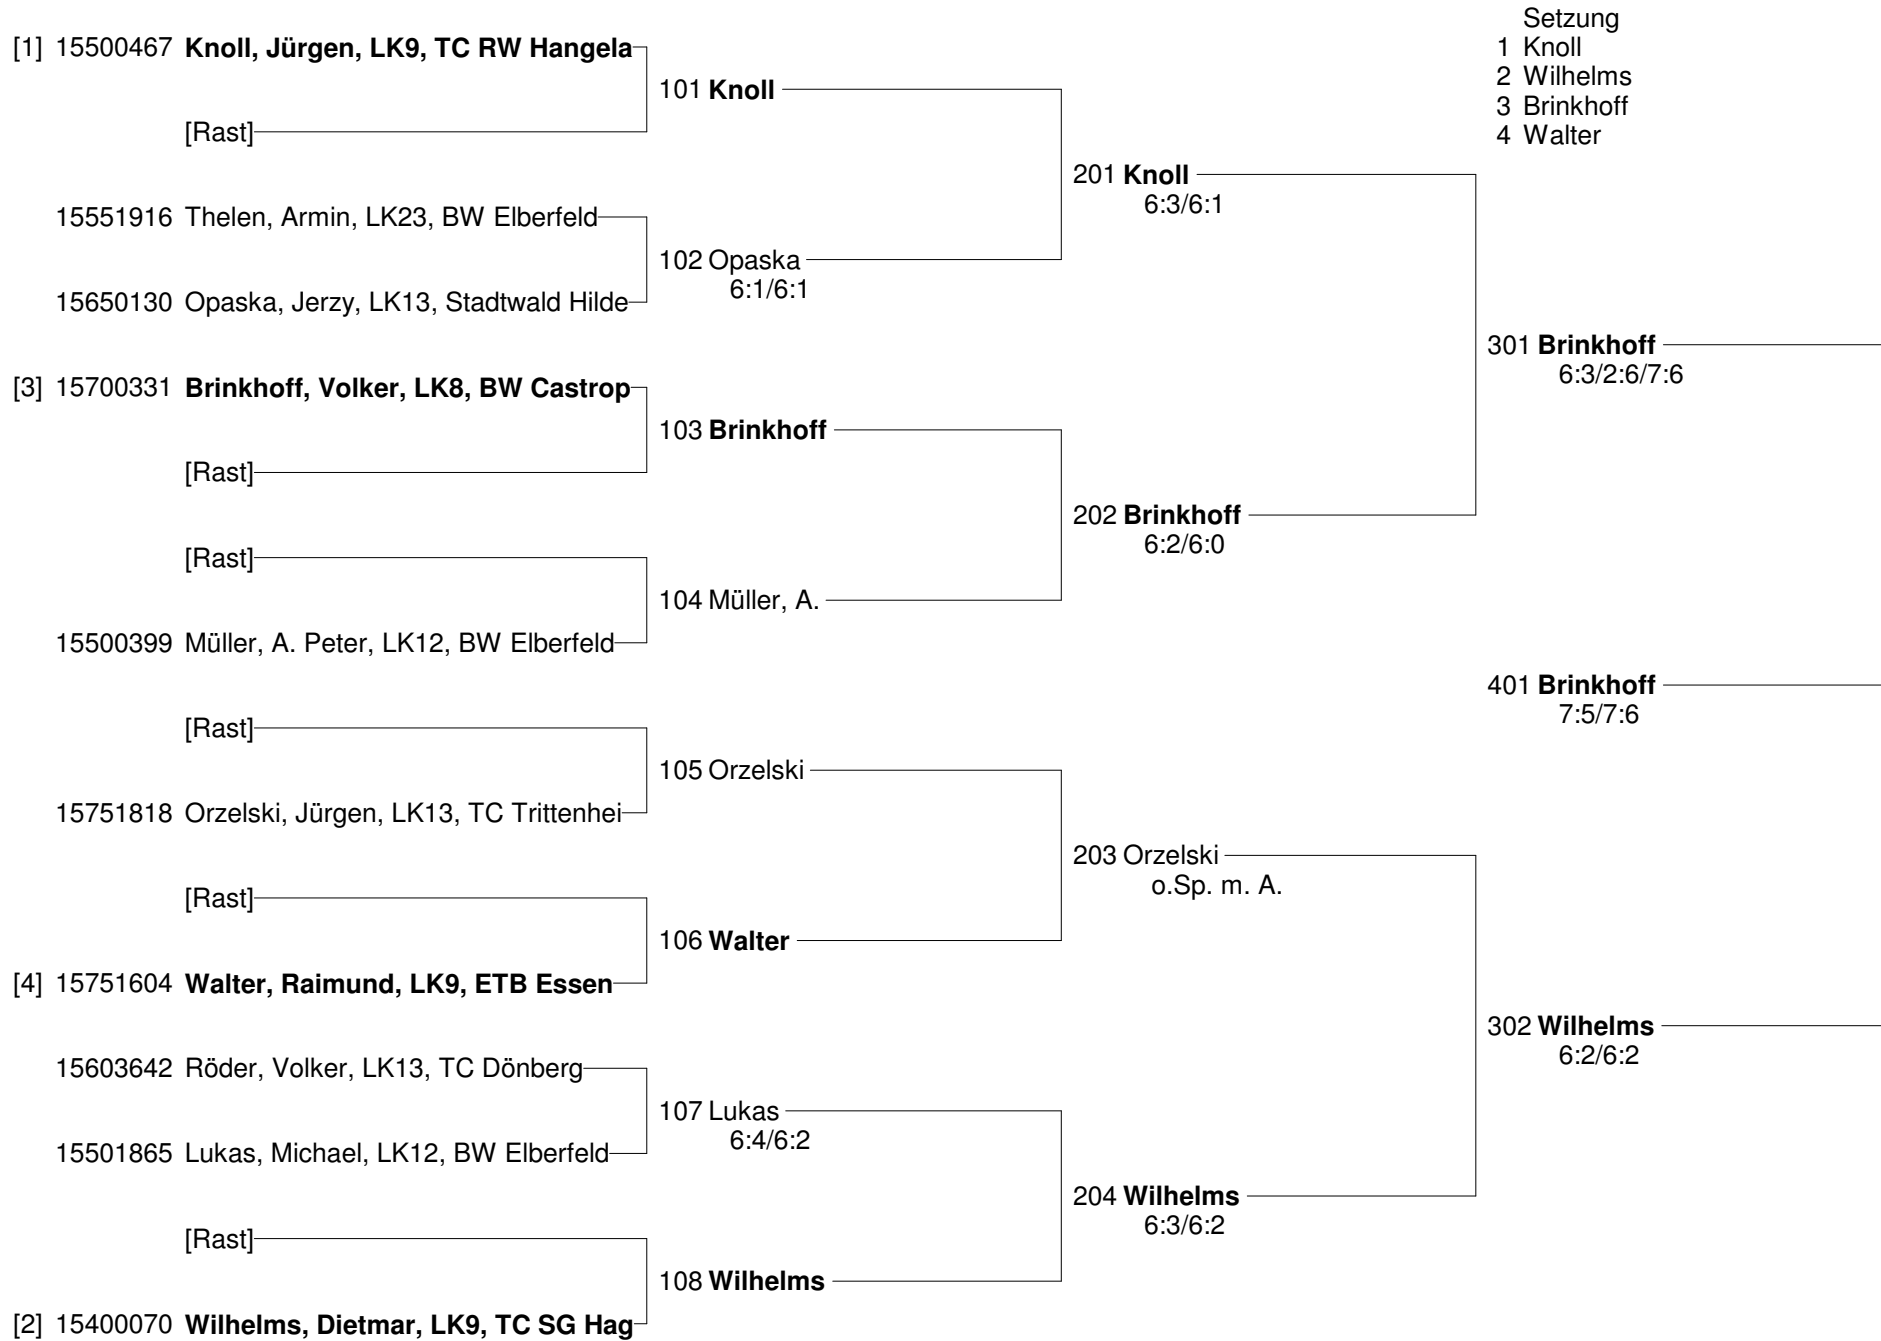 Setzung
1 Knoll
2 Wilhelms
3 Brinkhoff
4 Walter
[1] 15500467 Knoll, Jürgen, LK9, TC RW Hangela
101 Knoll
[Rast]
201 Knoll
6:3/6:1
15551916 Thelen, Armin, LK23, BW Elberfeld
102 Opaska
6:1/6:1
15650130 Opaska, Jerzy, LK13, Stadtwald Hilde
301 Brinkhoff
6:3/2:6/7:6
[3] 15700331 Brinkhoff, Volker, LK8, BW Castrop
103 Brinkhoff
[Rast]
202 Brinkhoff
6:2/6:0
[Rast]
104 Müller, A.
15500399 Müller, A. Peter, LK12, BW Elberfeld
401 Brinkhoff
7:5/7:6
[Rast]
105 Orzelski
15751818 Orzelski, Jürgen, LK13, TC Trittenhei
203 Orzelski
o.Sp. m. A.
[Rast]
106 Walter
[4] 15751604 Walter, Raimund, LK9, ETB Essen
302 Wilhelms
6:2/6:2
15603642 Röder, Volker, LK13, TC Dönberg
107 Lukas
6:4/6:2
15501865 Lukas, Michael, LK12, BW Elberfeld
204 Wilhelms
6:3/6:2
[Rast]
108 Wilhelms
[2] 15400070 Wilhelms, Dietmar, LK9, TC SG Hag